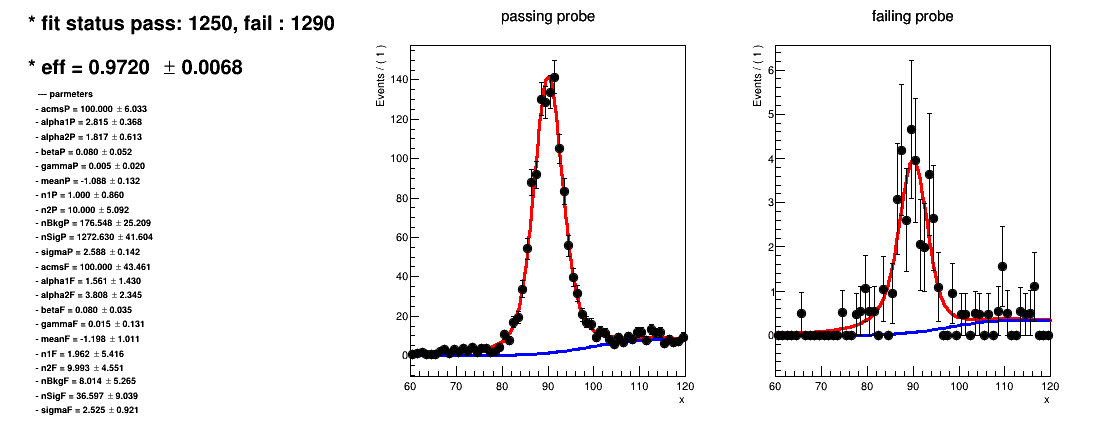 * fit status pass: 1250, fail : 1290
* eff = 0.9720 ± 0.0068
--- parmeters
- acmsP = 100.000 ± 6.033
- alpha1P = 2.815 ± 0.368
- alpha2P = 1.817 ± 0.613
- betaP = 0.080 ± 0.052
- gammaP = 0.005 ± 0.020
- meanP = -1.088 ± 0.132
- n1P = 1.000 ± 0.860
- n2P = 10.000 ± 5.092
- nBkgP = 176.548 ± 25.209
- nSigP = 1272.630 ± 41.604
- sigmaP = 2.588 ± 0.142
- acmsF = 100.000 ± 43.461
- alpha1F = 1.561 ± 1.430
- alpha2F = 3.808 ± 2.345
- betaF = 0.080 ± 0.035
- gammaF = 0.015 ± 0.131
- meanF = -1.198 ± 1.011
- n1F = 1.962 ± 5.416
- n2F = 9.993 ± 4.551
- nBkgF = 8.014 ± 5.265
- nSigF = 36.597 ± 9.039
- sigmaF = 2.525 ± 0.921
passing probe
Events / ( 1 )
140
120
100
80
60
40
20
0
60 70 80 90 100 110 120
x
failing probe
Events / ( 1 )
6
5
4
3
2
1
0
60 70 80 90 100 110 120
x